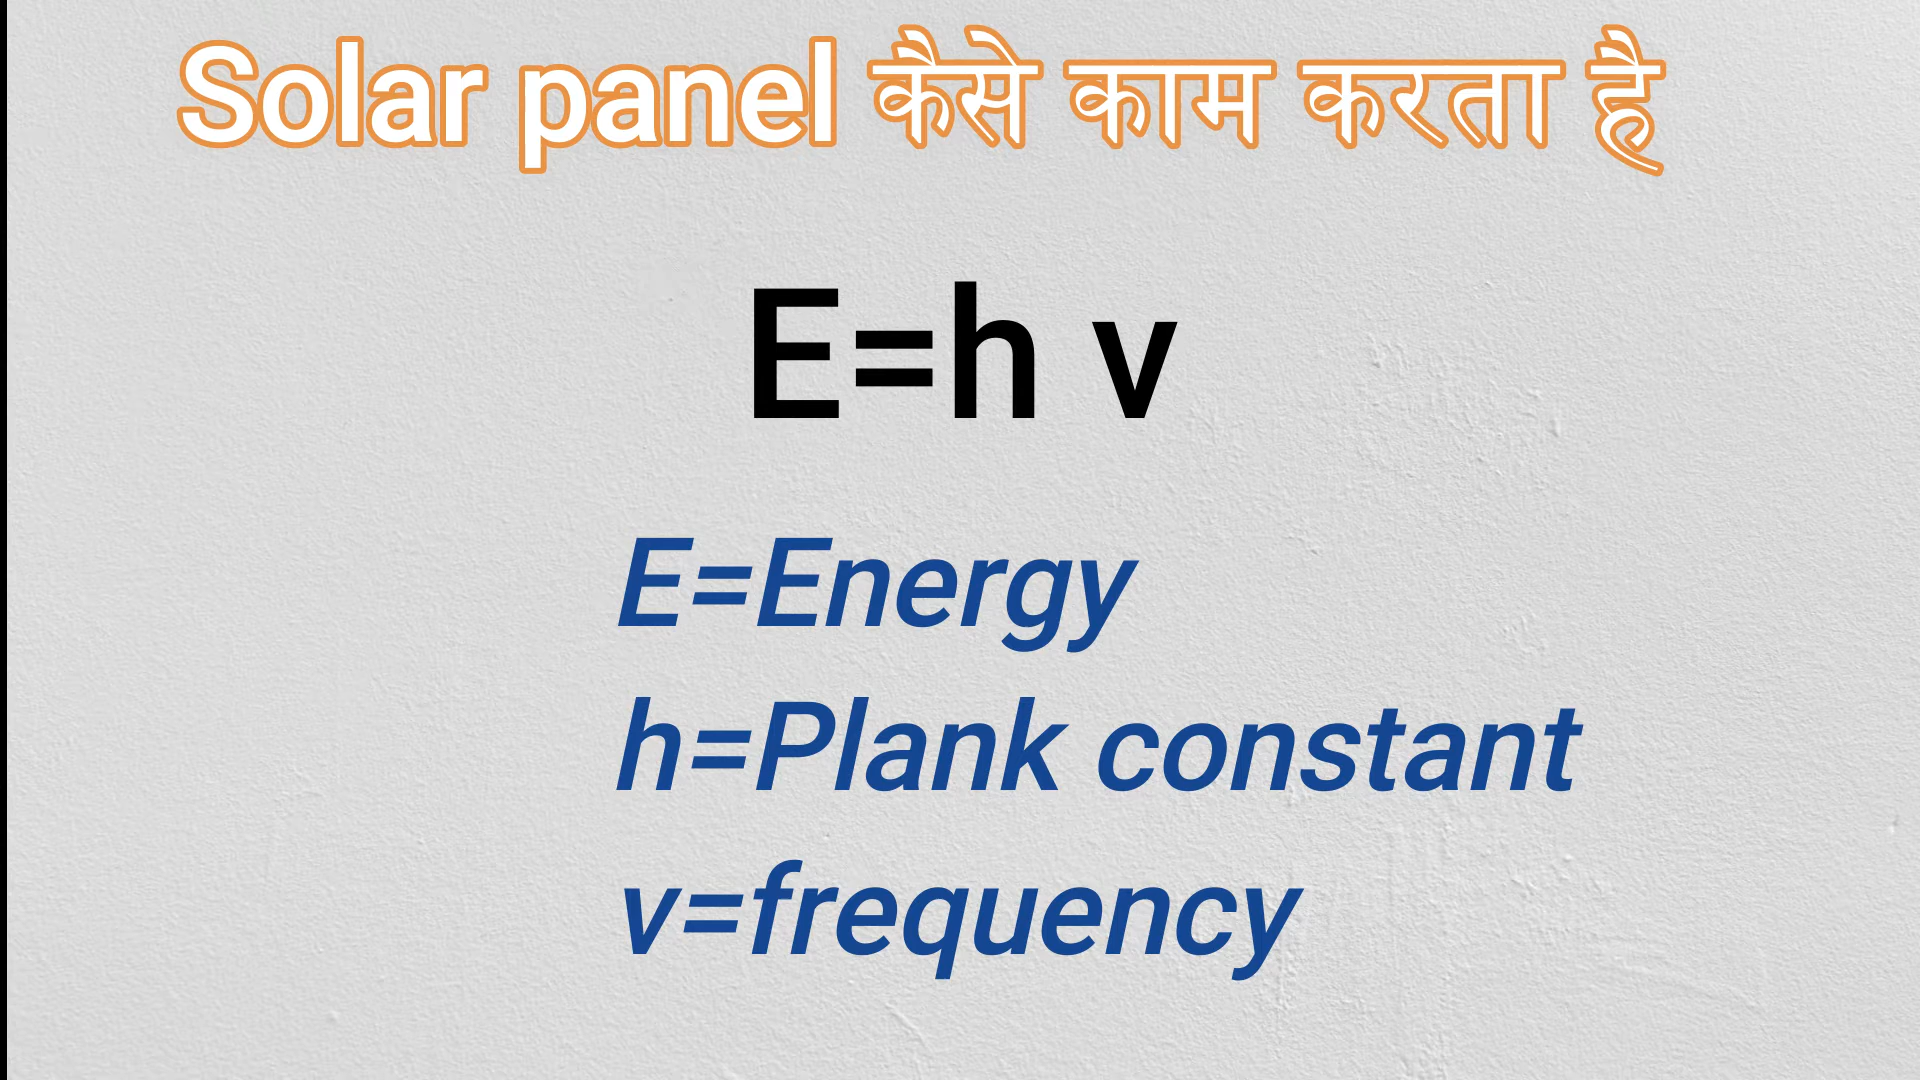 Solar panel कैसे काम करता है
E=h v
E=Energy
h=Plank constant
v=frequency